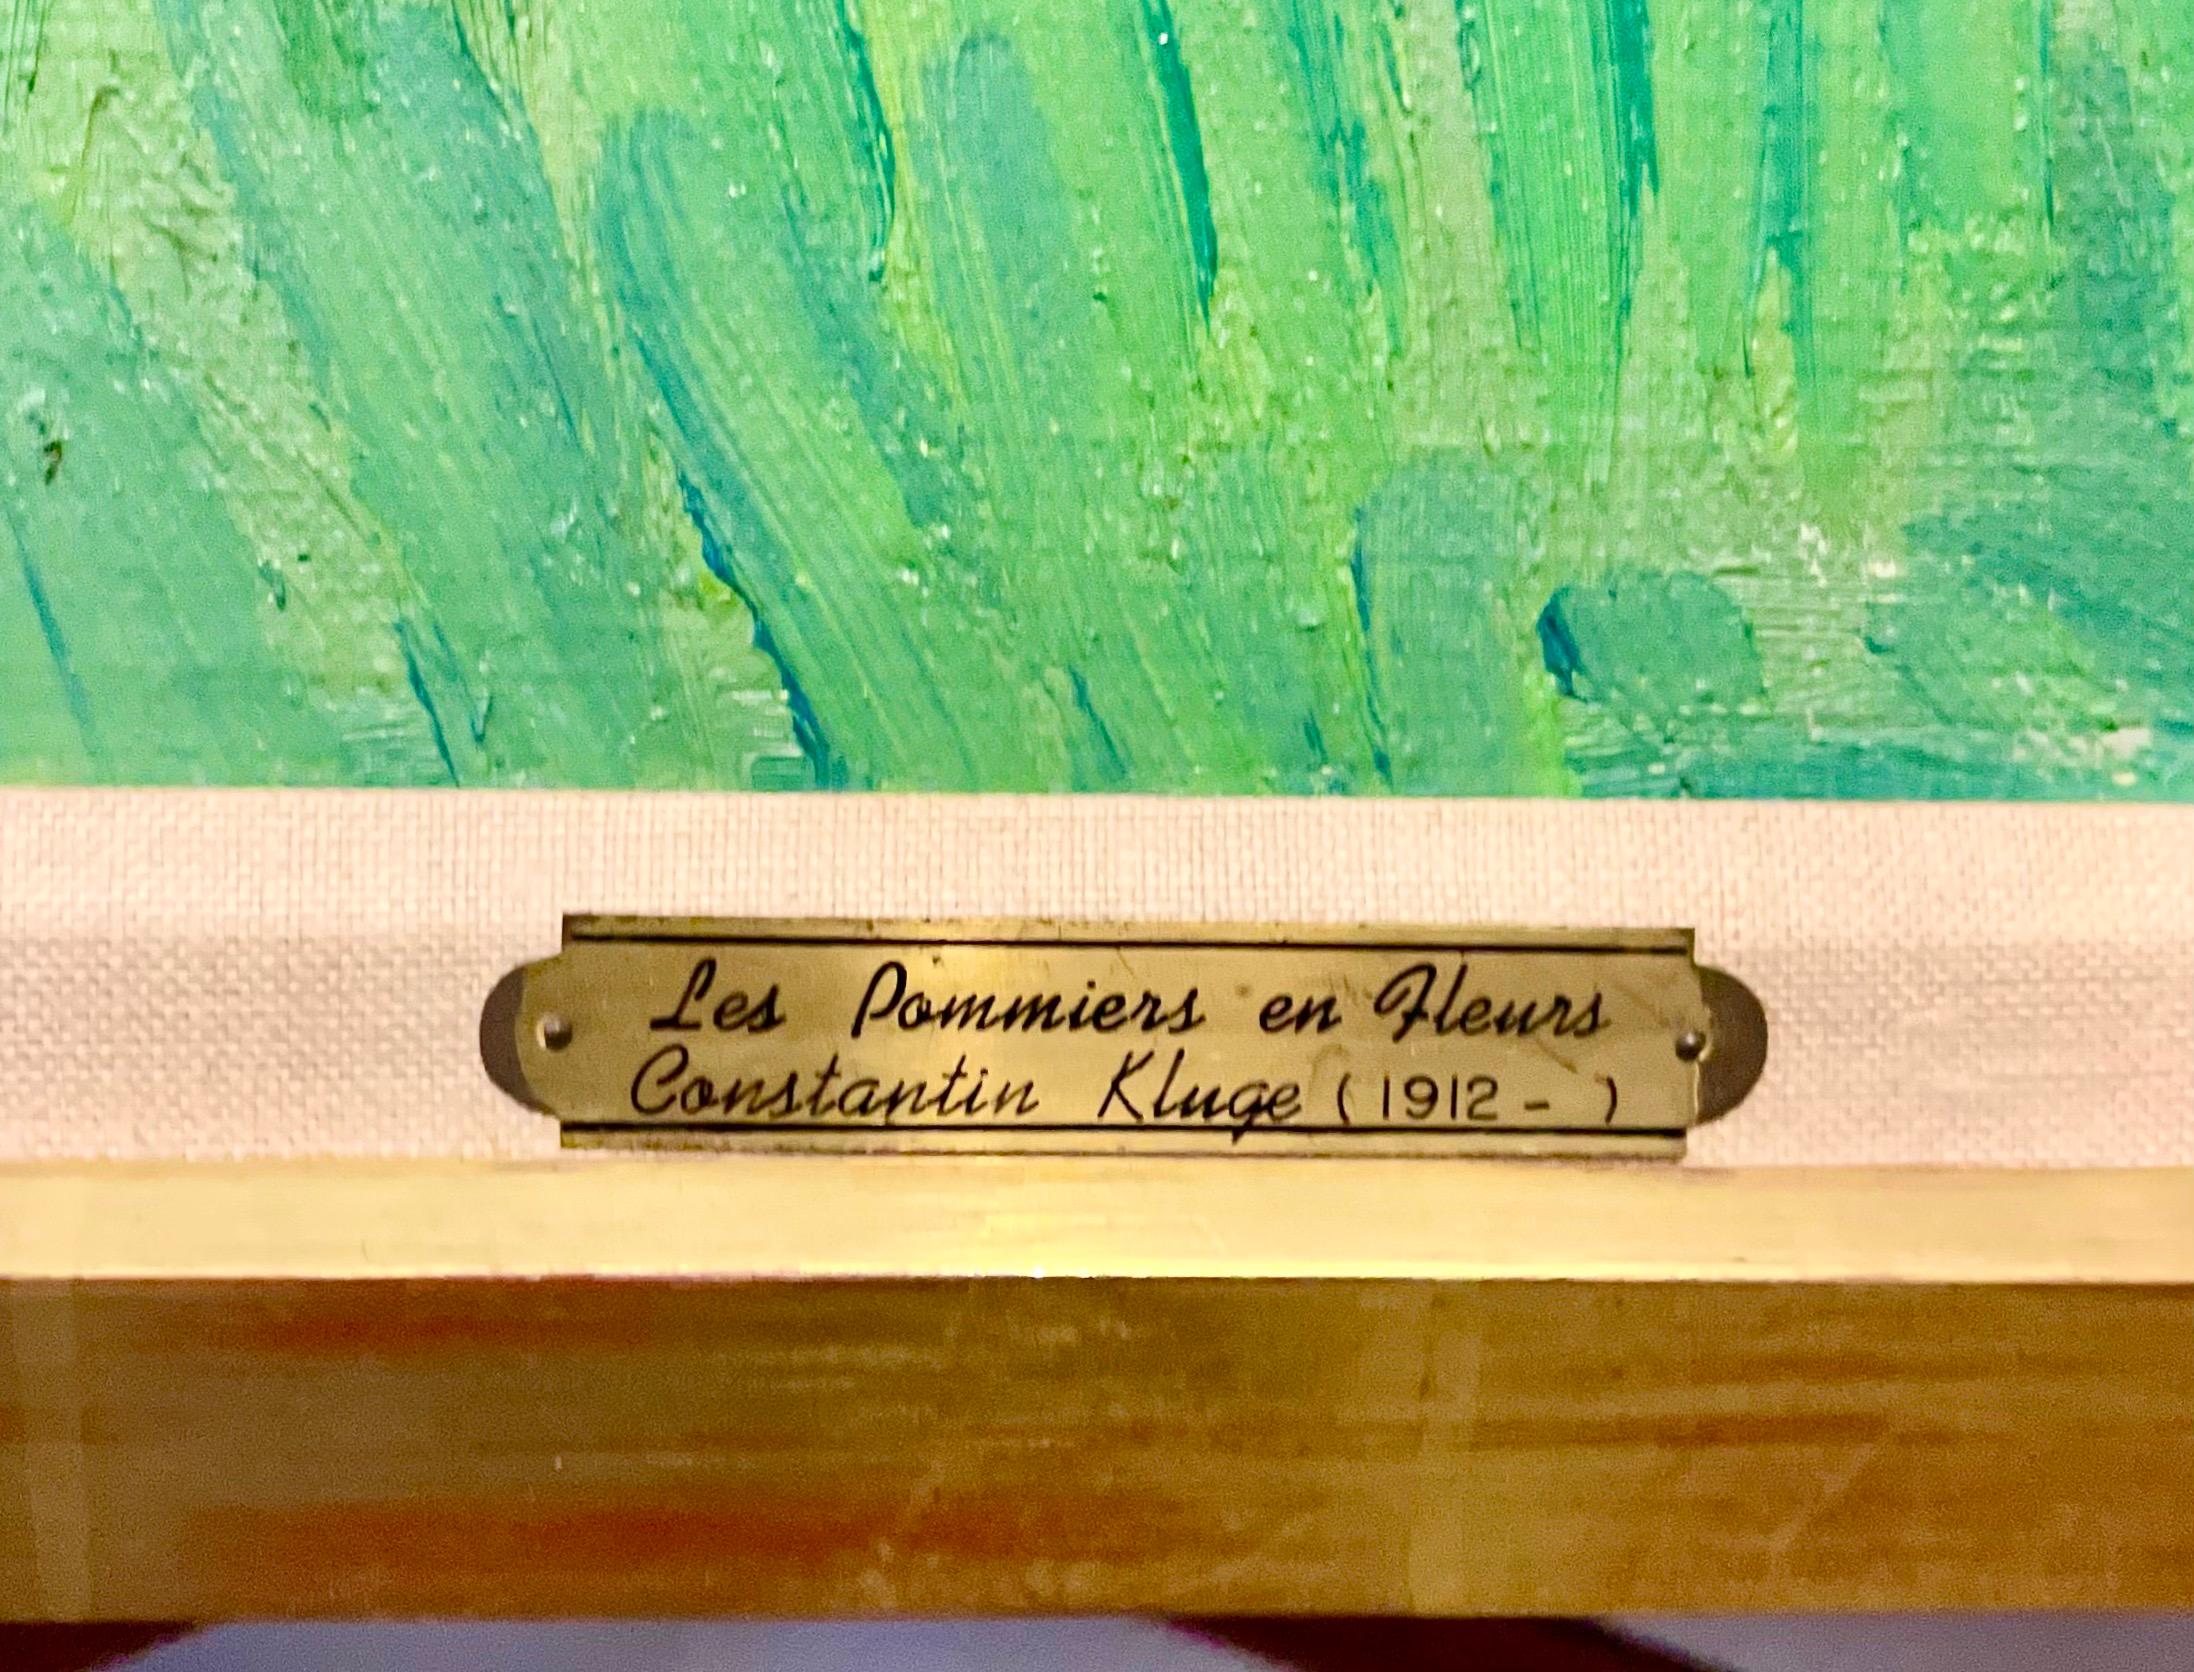 Les Pommiers en Fleurs
Constantin Kluge (1912 - )